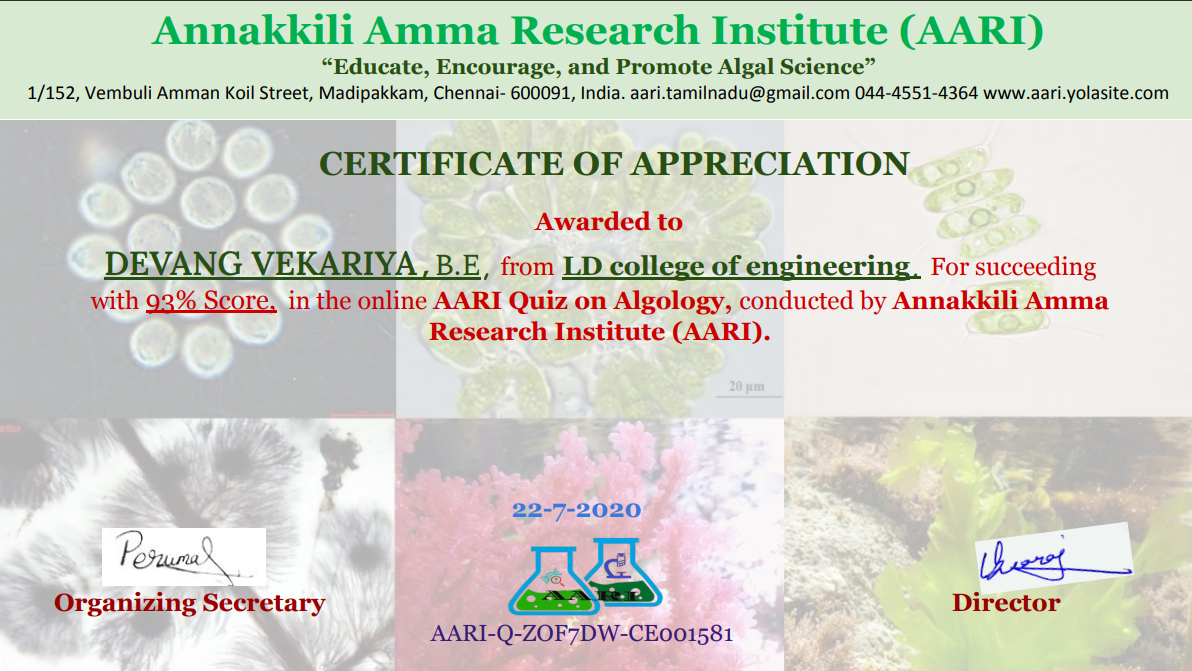 Annakkili Amma Research Institute (AARI)
“Educate, Encourage, and Promote Algal Science”
1/152, Vembuli Amman Koil Street, Madipakkam, Chennai- 600091, India. aari.tamilnadu@gmail.com 044-4551-4364 www.aari.yolasite.com
CERTIFICATE OF APPRECIATION
Awarded to
DEVANG VEKARIYA , B.E, from LD college of engineering, For succeeding
with 93% Score, in the online AARI Quiz on Algology, conducted by Annakkili Amma
Research Institute (AARI).
20 µm
22-7-2020
Perumal
Organizing Secretary
AARI
Director
AARI-Q-ZOF7DW-CE001581